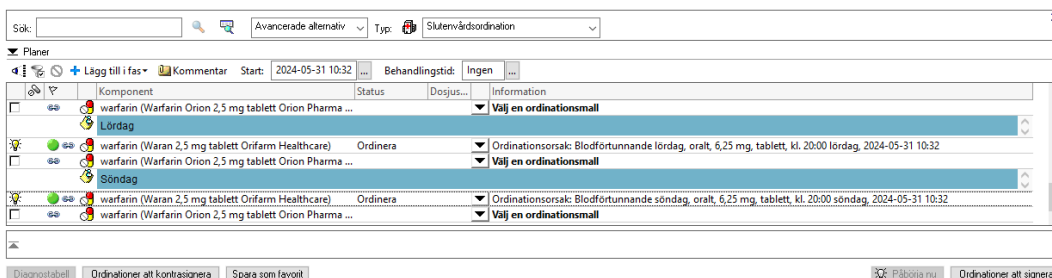 Sök:
Avancerade alternativ
Typ:
Slutenvårdsordination
Planer
Lägg till i fas
Kommentar
Start:
2024-05-31 10:32
...
Behandlingstid:
Ingen
...
Komponent Status Dosjus... Information
warfarin (Warfarin Orion 2,5 mg tablett Orion Pharma ... Välj en ordinationsmall
Lördag
warfarin (Waran 2,5 mg tablett Orifarm Healthcare) Ordinera Ordinationsorsak: Blodförtunnande lördag, oralt, 6,25 mg, tablett, kl. 20:00 lördag, 2024-05-31 10:32
warfarin (Warfarin Orion 2,5 mg tablett Orion Pharma ... Välj en ordinationsmall
Söndag
warfarin (Waran 2,5 mg tablett Orifarm Healthcare) Ordinera Ordinationsorsak: Blodförtunnande söndag, oralt, 6,25 mg, tablett, kl. 20:00 söndag, 2024-05-31 10:32
warfarin (Warfarin Orion 2,5 mg tablett Orion Pharma ... Välj en ordinationsmall
Diagnostabell
Ordinationer att kontrasignera
Spara som favorit
Påbörja nu
Ordinationer att signera